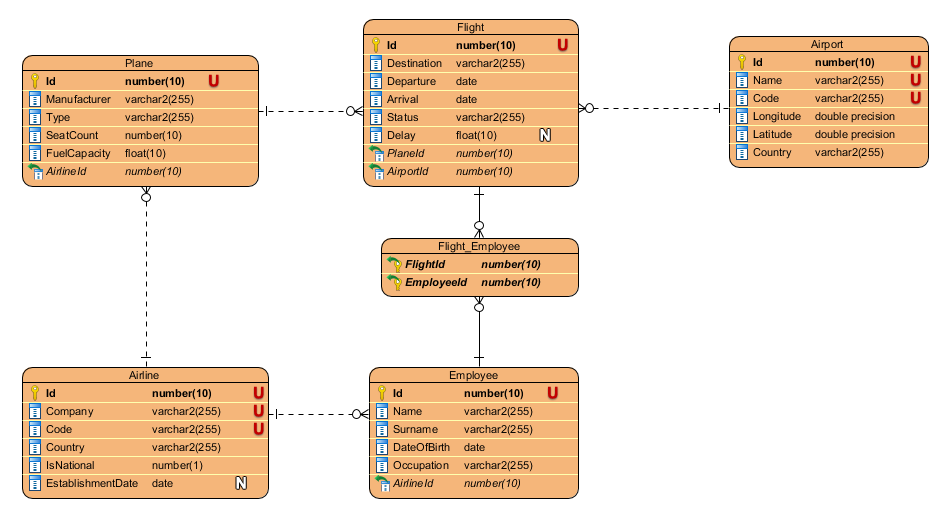 Plane
Id number(10) U
Manufacturer varchar2(255)
Type varchar2(255)
SeatCount number(10)
FuelCapacity float(10)
AirlineId number(10)
Flight
Id number(10) U
Destination varchar2(255)
Departure date
Arrival date
Status varchar2(255)
Delay float(10) N
PlaneId number(10)
AirportId number(10)
Airport
Id number(10) U
Name varchar2(255) U
Code varchar2(255) U
Longitude double precision
Latitude double precision
Country varchar2(255)
Flight_Employee
FlightId number(10)
EmployeeId number(10)
Airline
Id number(10) U
Company varchar2(255) U
Code varchar2(255) U
Country varchar2(255)
IsNational number(1)
EstablishmentDate date N
Employee
Id number(10) U
Name varchar2(255)
Surname varchar2(255)
DateOfBirth date
Occupation varchar2(255)
AirlineId number(10)